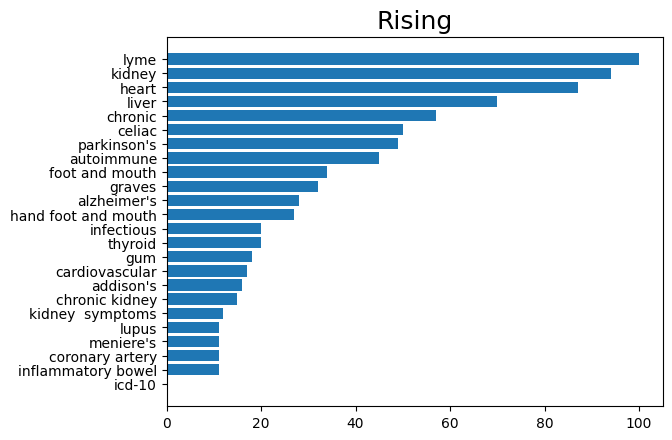 Rising
lyme
kidney
heart
liver
chronic
celiac
parkinson's
autoimmune
foot and mouth
graves
alzheimer's
hand foot and mouth
infectious
thyroid
gum
cardiovascular
addison's
chronic kidney
kidney  symptoms
lupus
meniere's
coronary artery
inflammatory bowel
icd-10
0 20 40 60 80 100